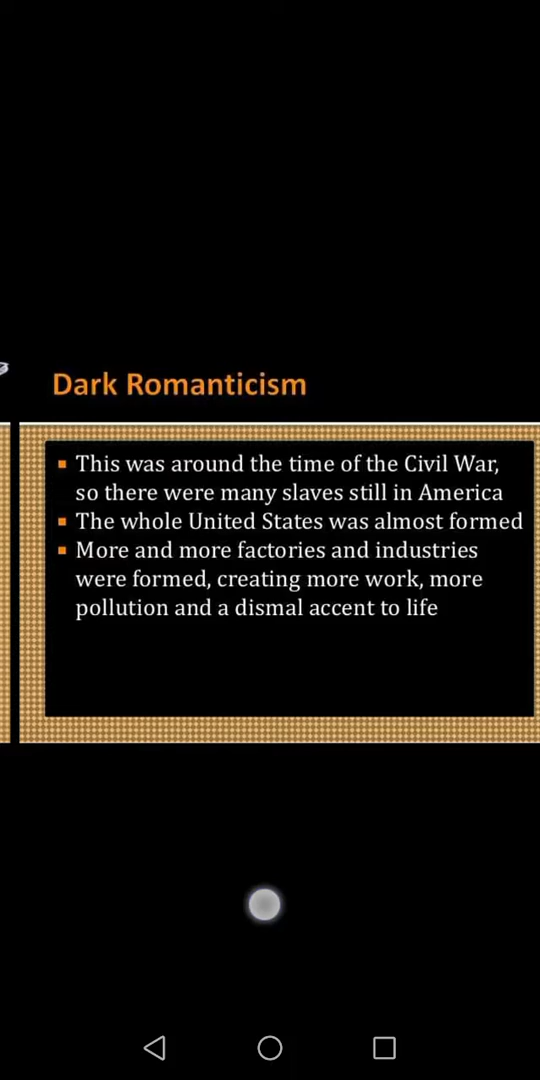 Dark Romanticism
▪ This was around the time of the Civil War,
so there were many slaves still in America
▪ The whole United States was almost formed
▪ More and more factories and industries
were formed, creating more work, more
pollution and a dismal accent to life